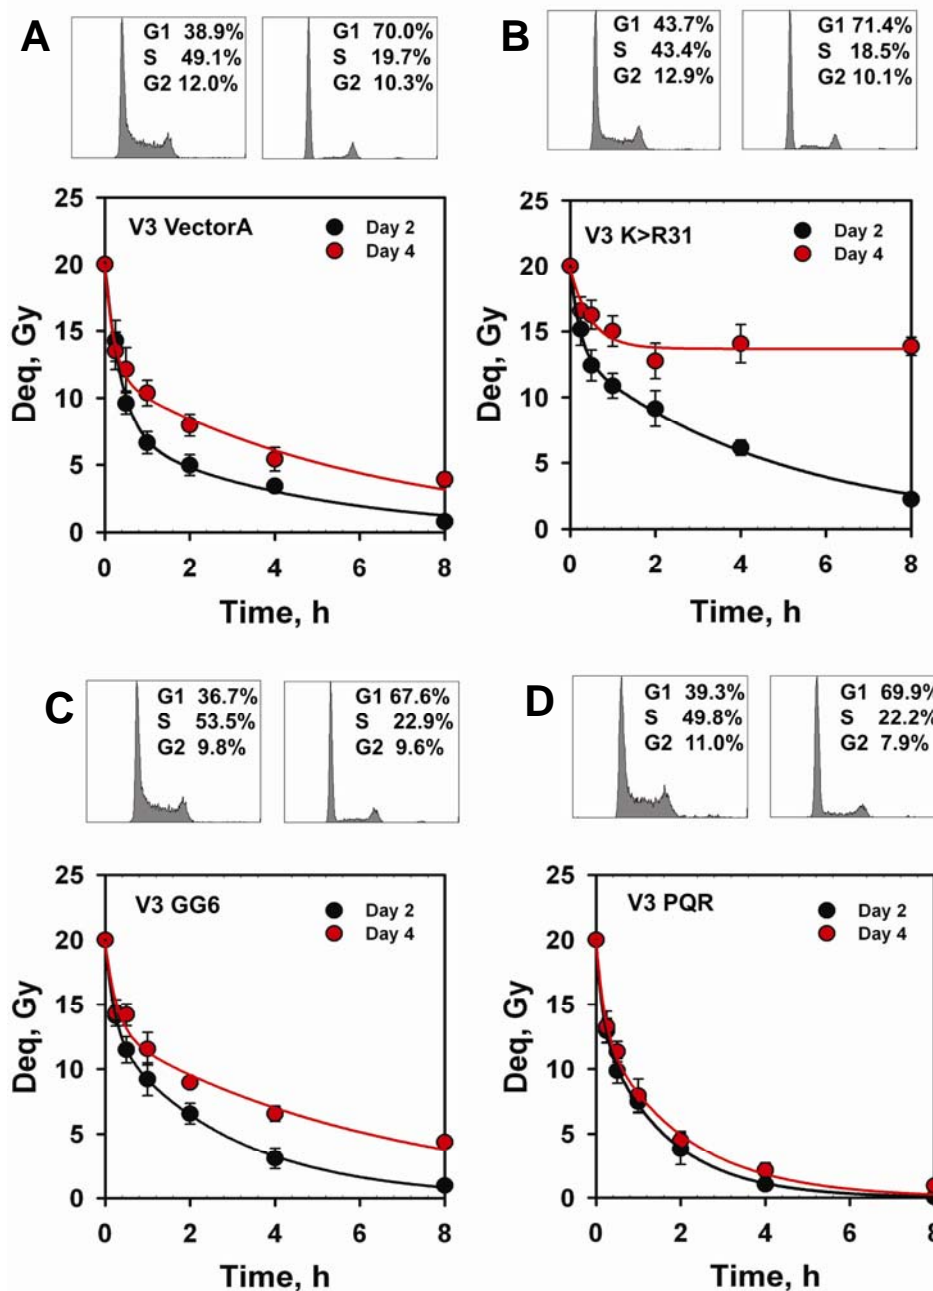 A
G1 38.9%
S 49.1%
G2 12.0%
G1 70.0%
S 19.7%
G2 10.3%
B
G1 43.7%
S 43.4%
G2 12.9%
G1 71.4%
S 18.5%
G2 10.1%
V3 VectorA
Day 2
Day 4
25
20
15
10
5
0
Deq, Gy
0 2 4 6 8
Time, h
V3 K>R31
Day 2
Day 4
25
20
15
10
5
0
Deq, Gy
0 2 4 6 8
Time, h
C
G1 36.7%
S 53.5%
G2 9.8%
G1 67.6%
S 22.9%
G2 9.6%
D
G1 39.3%
S 49.8%
G2 11.0%
G1 69.9%
S 22.2%
G2 7.9%
V3 GG6
Day 2
Day 4
25
20
15
10
5
0
Deq, Gy
0 2 4 6 8
Time, h
V3 PQR
Day 2
Day 4
25
20
15
10
5
0
Deq, Gy
0 2 4 6 8
Time, h